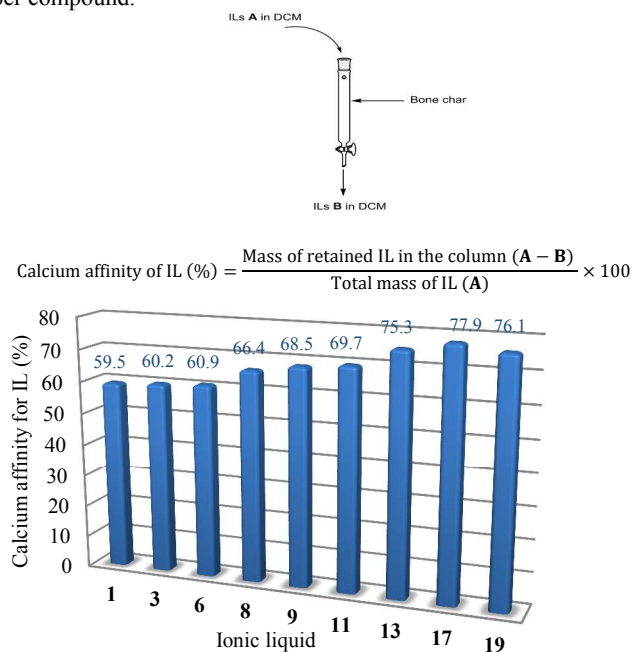 per compound.
ILs A in DCM
Bone char
ILs B in DCM
Calcium affinity of IL (%) = Mass of retained IL in the column (A − B) / Total mass of IL (A) × 100
Calcium affinity for IL (%)
80
70
60
50
40
30
20
10
0
59.5 60.2 60.9 66.4 68.5 69.7 75.3 77.9 76.1
1 3 6 8 9 11 13 17 19
Ionic liquid